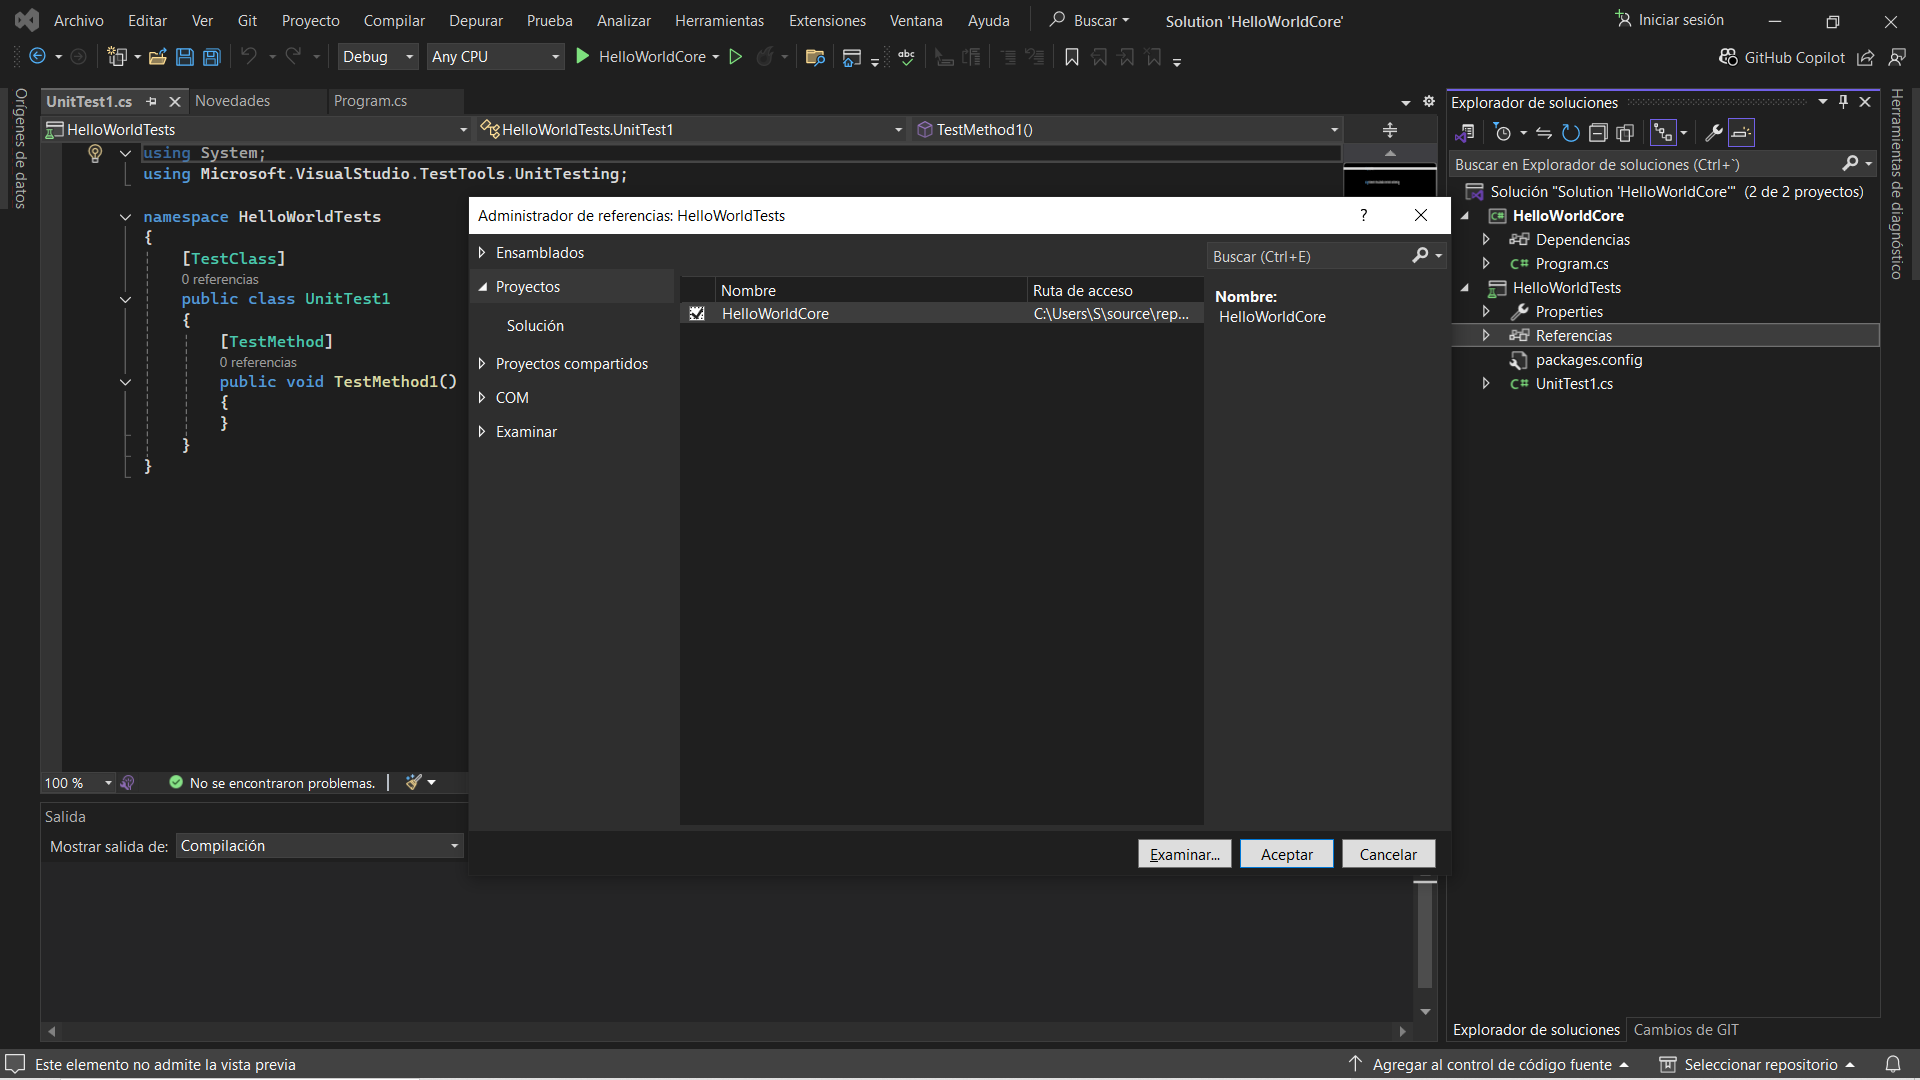 Archivo Editar Ver Git Proyecto Compilar Depurar Prueba Analizar Herramientas Extensiones Ventana Ayuda Buscar Solution 'HelloWorldCore' Iniciar sesión
Debug Any CPU HelloWorldCore GitHub Copilot
Orígenes de datos
UnitTest1.cs Novedades Program.cs
HelloWorldTests HelloWorldTests.UnitTest1 TestMethod1()
using System;
using Microsoft.VisualStudio.TestTools.UnitTesting;
namespace HelloWorldTests
{
[TestClass]
0 referencias
public class UnitTest1
{
[TestMethod]
0 referencias
public void TestMethod1()
{
}
}
}
100 % No se encontraron problemas.
Salida
Mostrar salida de: Compilación
Administrador de referencias: HelloWorldTests ?
Ensamblados
Proyectos
Solución
Proyectos compartidos
COM
Examinar
Nombre Ruta de acceso
HelloWorldCore C:\Users\S\source\rep...
Buscar (Ctrl+E)
Nombre:
HelloWorldCore
Examinar... Aceptar Cancelar
Explorador de soluciones
Buscar en Explorador de soluciones (Ctrl+`)
Solución "Solution 'HelloWorldCore'" (2 de 2 proyectos)
HelloWorldCore
Dependencias
C# Program.cs
HelloWorldTests
Properties
Referencias
packages.config
C# UnitTest1.cs
Explorador de soluciones Cambios de GIT
Herramientas de diagnóstico
Este elemento no admite la vista previa Agregar al control de código fuente Seleccionar repositorio